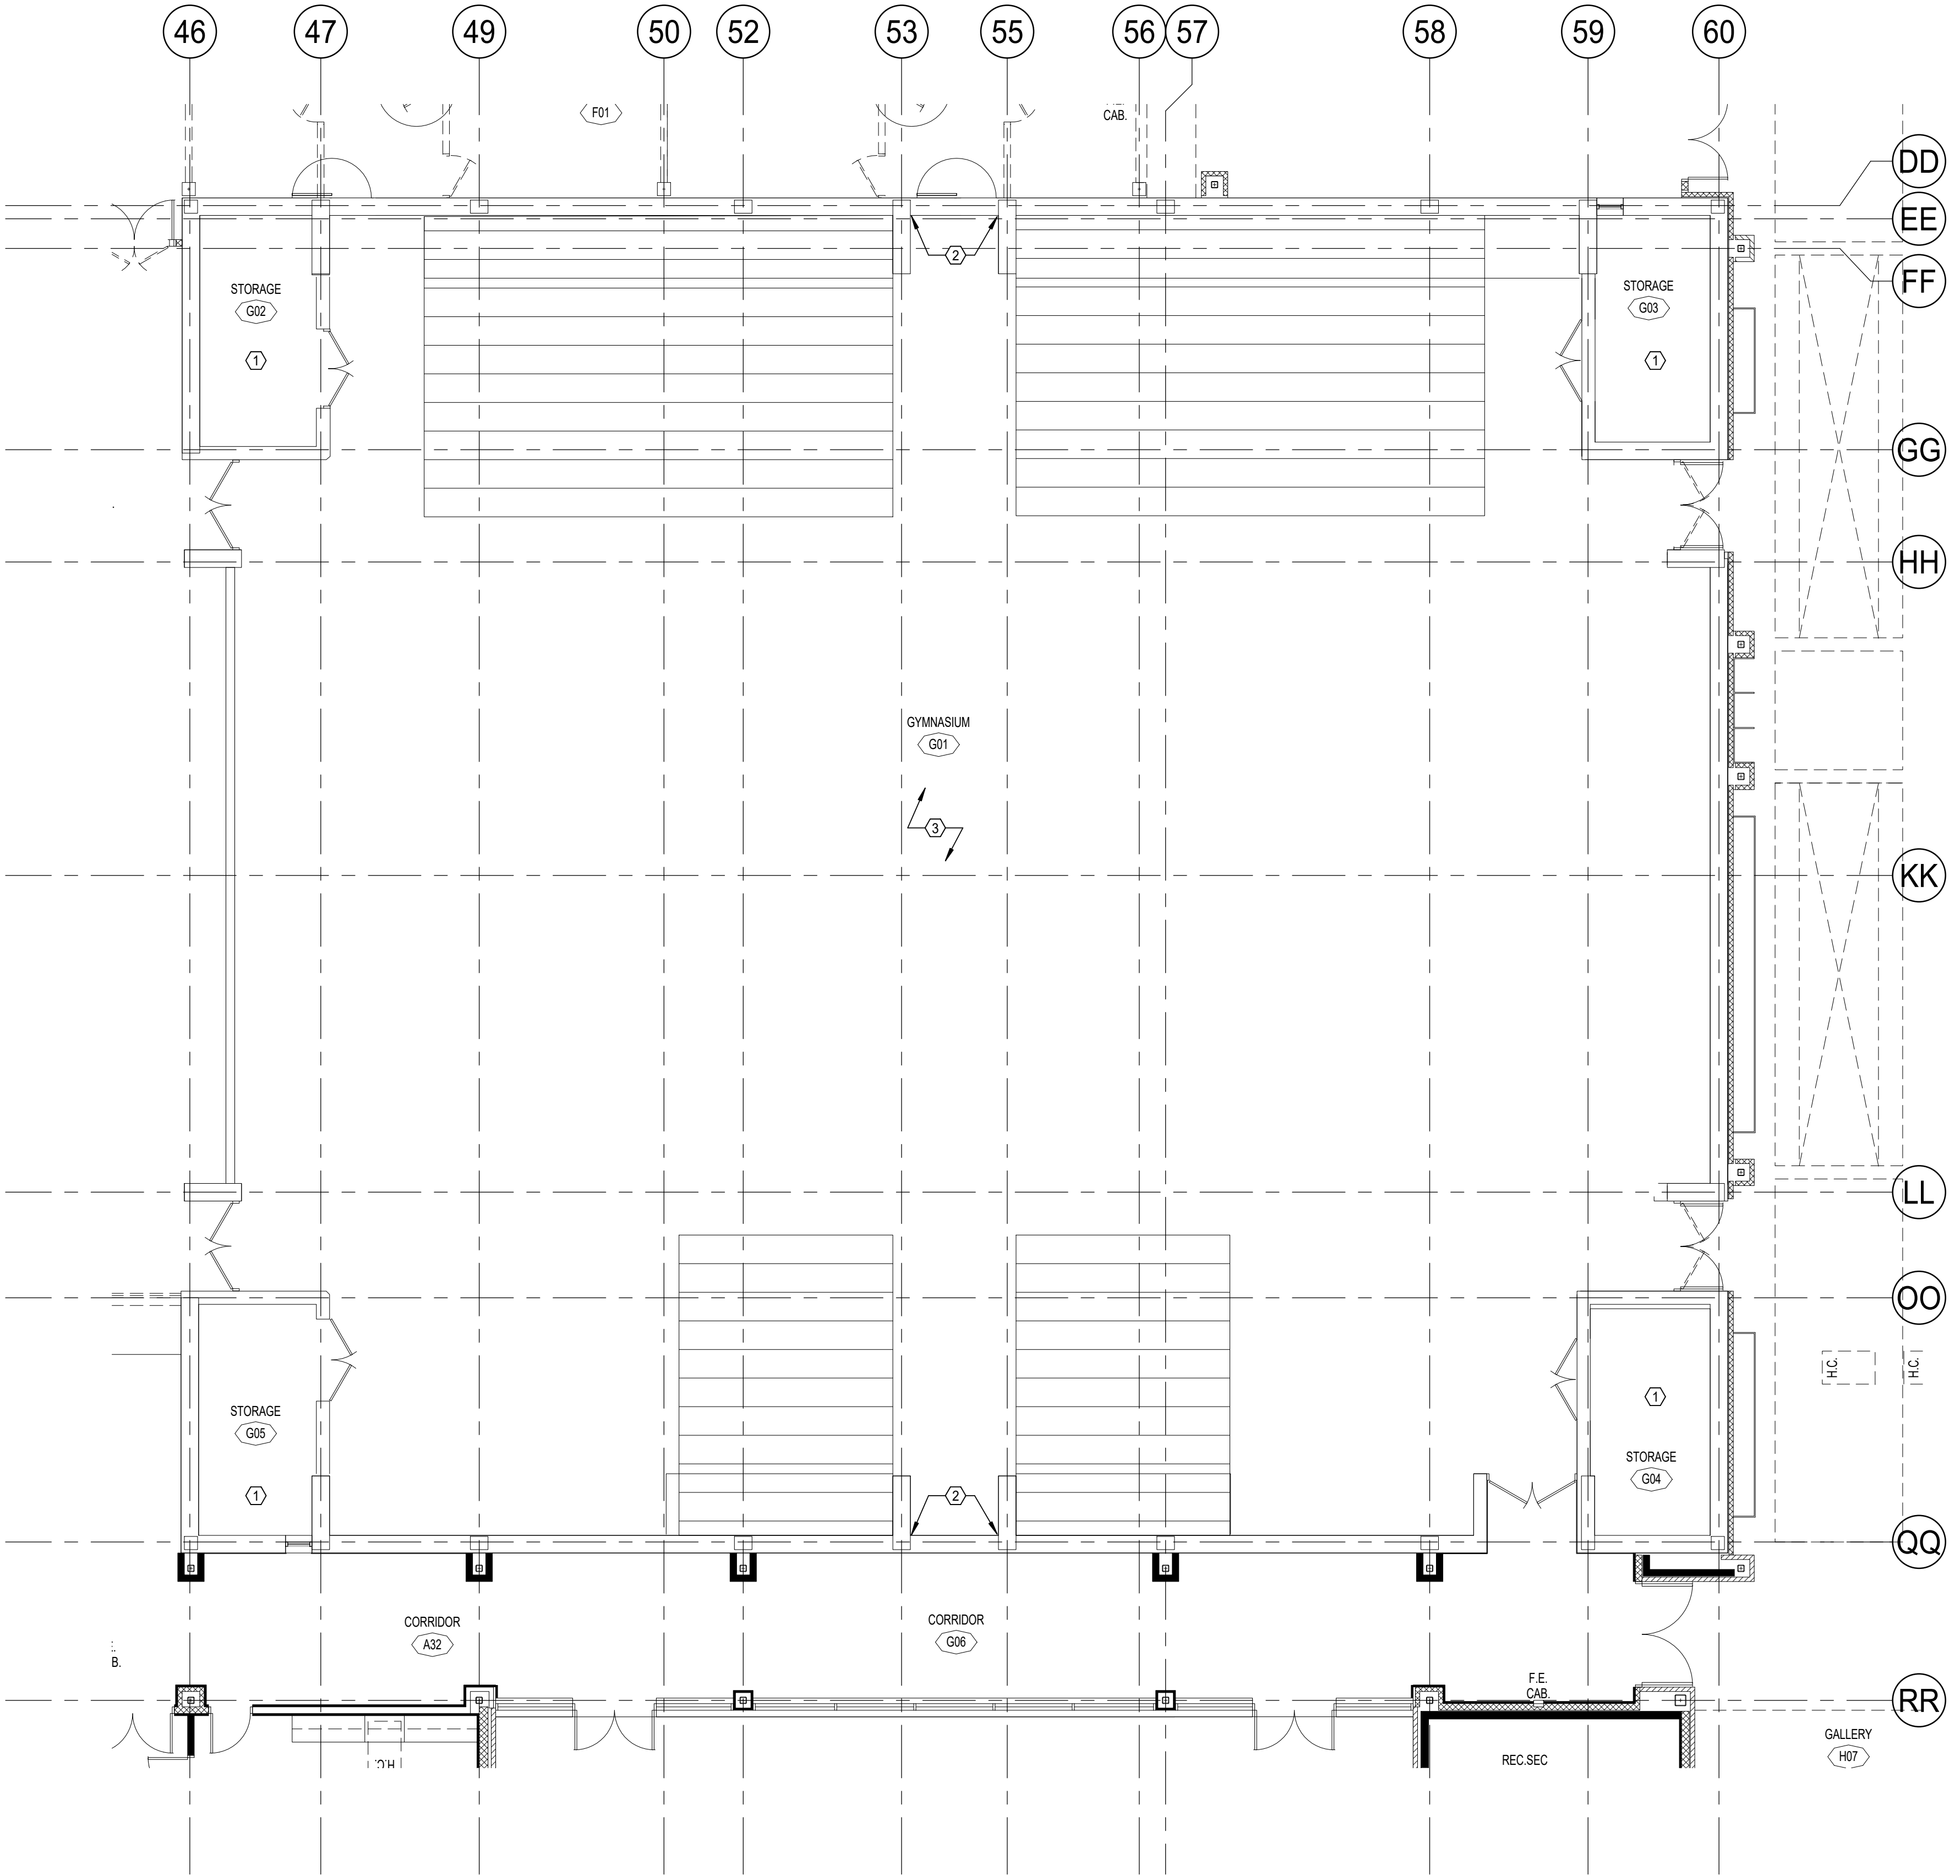 46
47
49
50
52
53
55
56
57
58
59
60
F01
CAB.
DD
EE
2
FF
STORAGE
G02
STORAGE
G03
1
1
GG
HH
GYMNASIUM
G01
3
KK
LL
OO
H.C.
H.C.
1
STORAGE
G05
STORAGE
G04
1
2
QQ
CORRIDOR
A32
CORRIDOR
G06
B.
F.E.
CAB.
RR
GALLERY
H07
REC.SEC